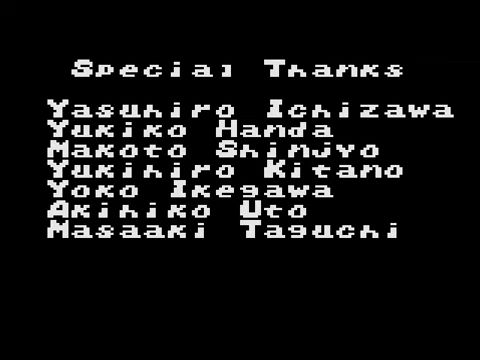 Special Thanks
Yasuhiro Ichizawa
Yukiko Handa
Makoto Shinjyo
Yukihiro Kitano
Yoko Ikegawa
Akihiko Uto
Masaaki Taguchi